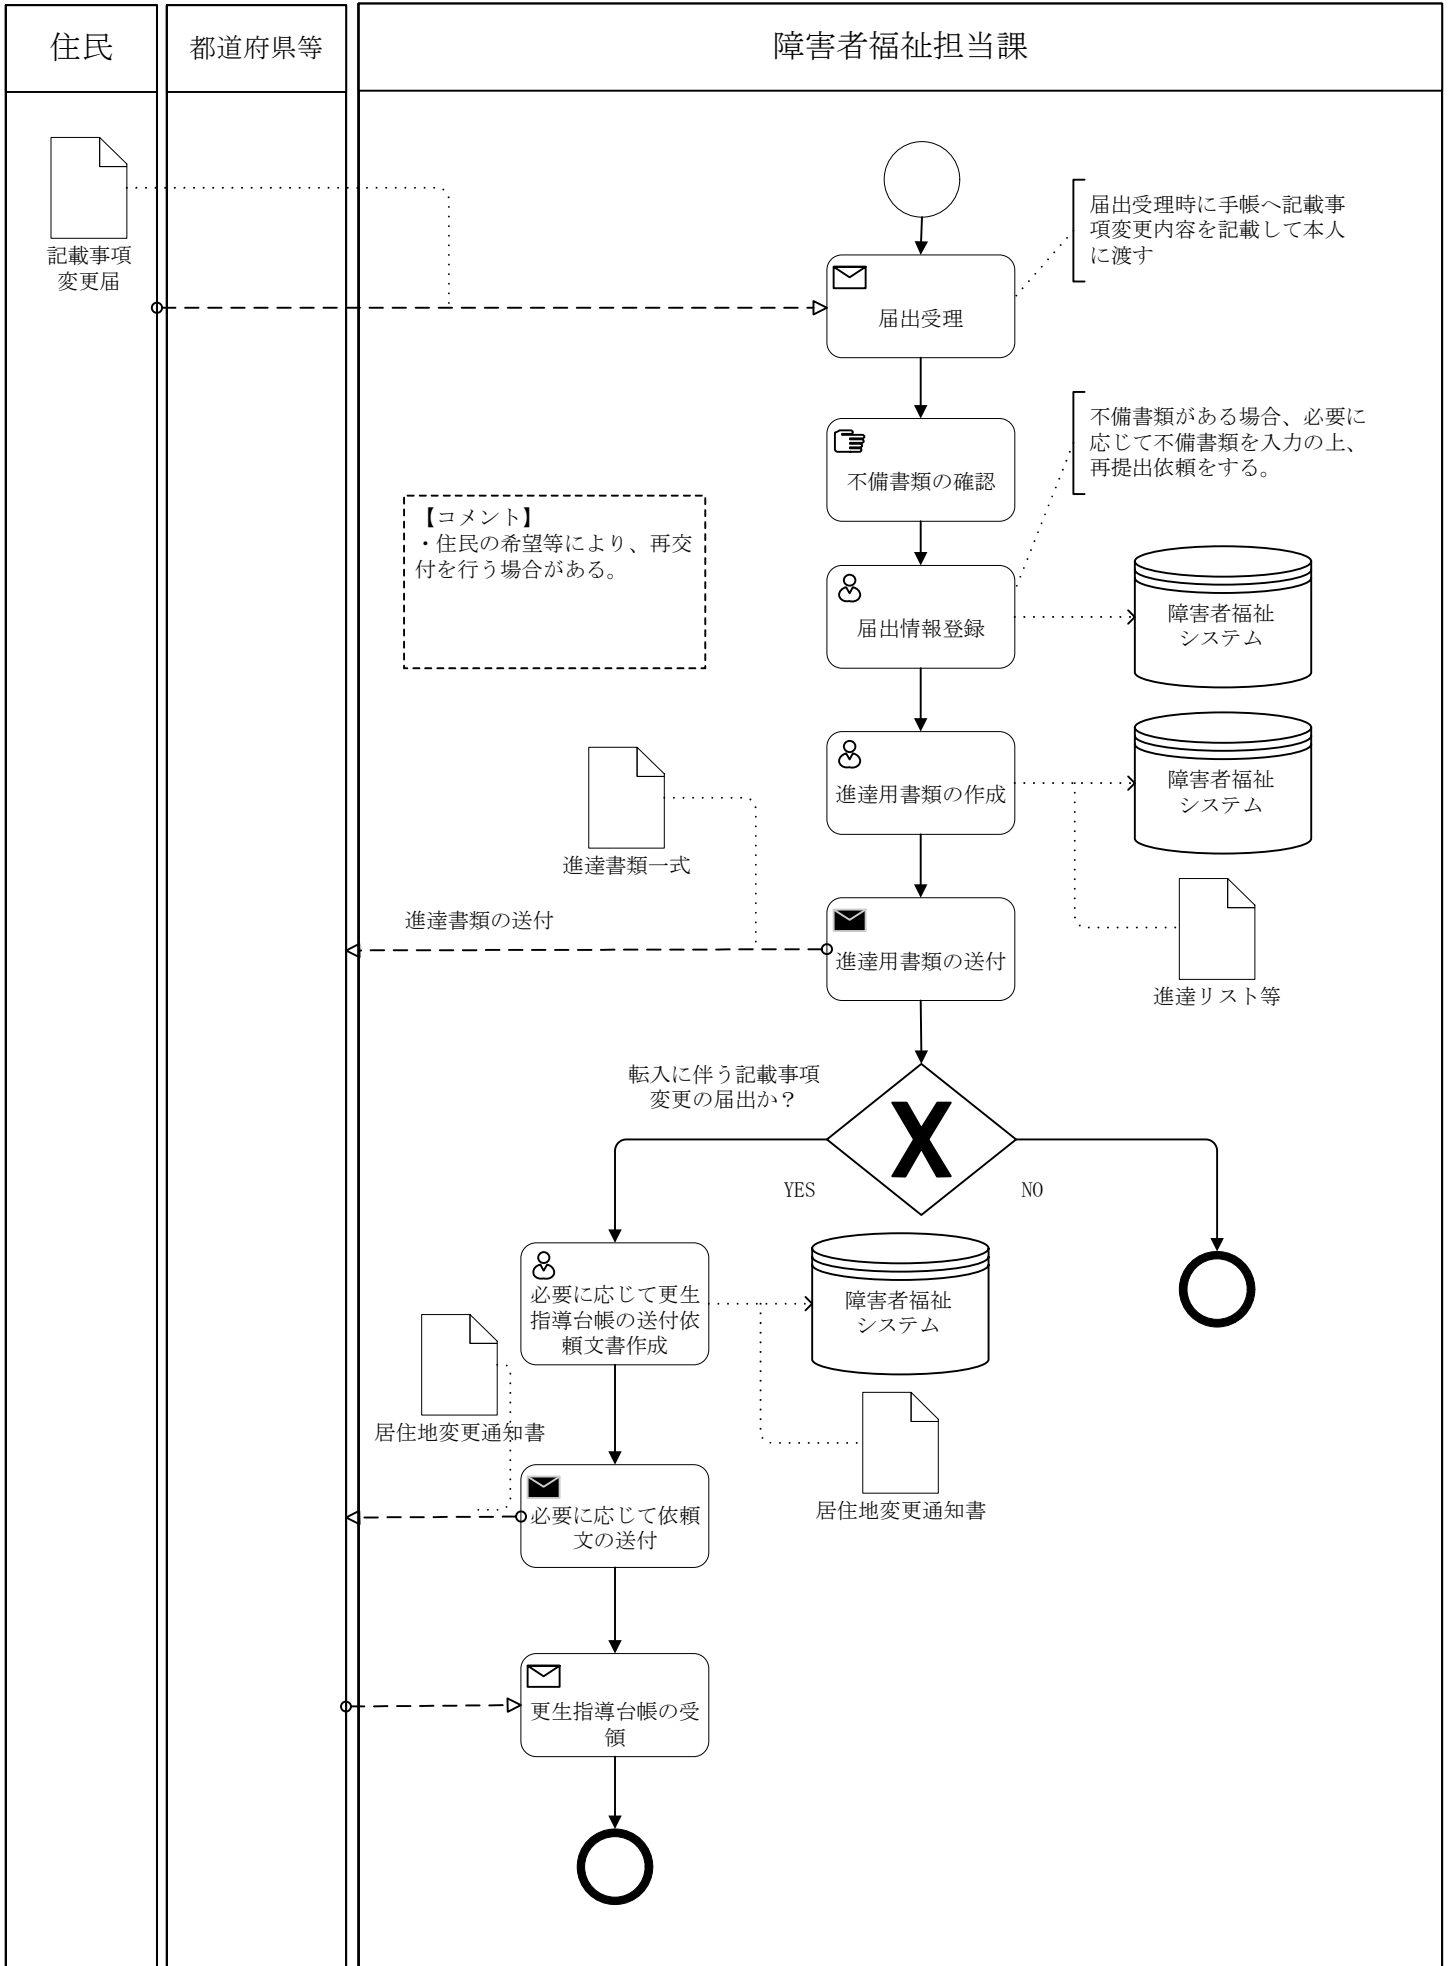 住民
都道府県等
障害者福祉担当課
記載事項
変更届
届出受理時に手帳へ記載事
項変更内容を記載して本人
に渡す
届出受理
不備書類がある場合、必要に
応じて不備書類を入力の上、
再提出依頼をする。
不備書類の確認
【コメント】
・住民の希望等により、再交
付を行う場合がある。
届出情報登録
障害者福祉
システム
進達用書類の作成
障害者福祉
システム
進達書類一式
進達書類の送付
進達用書類の送付
進達リスト等
転入に伴う記載事項
変更の届出か？
YES
NO
必要に応じて更生
指導台帳の送付依
頼文書作成
障害者福祉
システム
居住地変更通知書
居住地変更通知書
必要に応じて依頼
文の送付
更生指導台帳の受
領